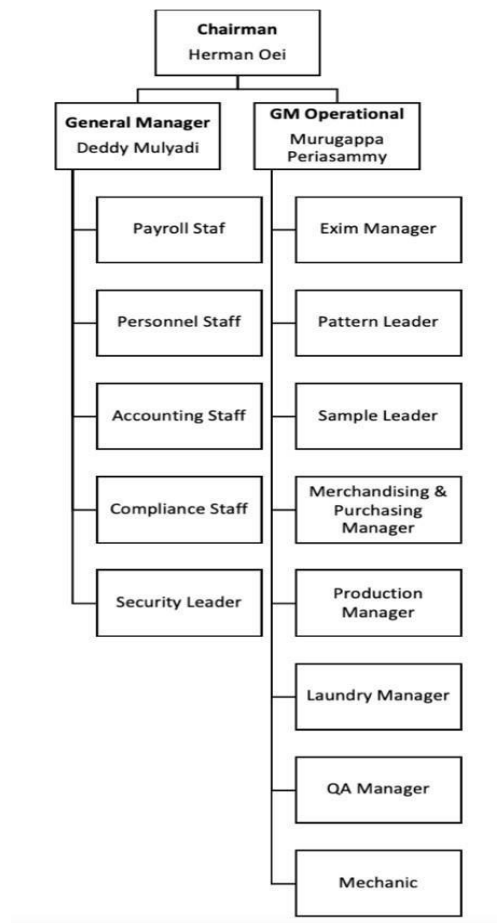 Chairman
Herman Oei
General Manager
Deddy Mulyadi
GM Operational
Murugappa
Periasammy
Payroll Staf
Personnel Staff
Accounting Staff
Compliance Staff
Security Leader
Exim Manager
Pattern Leader
Sample Leader
Merchandising &
Purchasing
Manager
Production
Manager
Laundry Manager
QA Manager
Mechanic